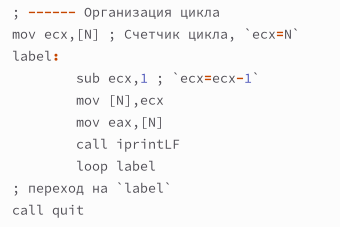 ; ------ Организация цикла
mov ecx,[N] ; Счетчик цикла, `ecx=N`
label:
sub ecx,1 ; `ecx=ecx-1`
mov [N],ecx
mov eax,[N]
call iprintLF
loop label
; переход на `label`
call quit